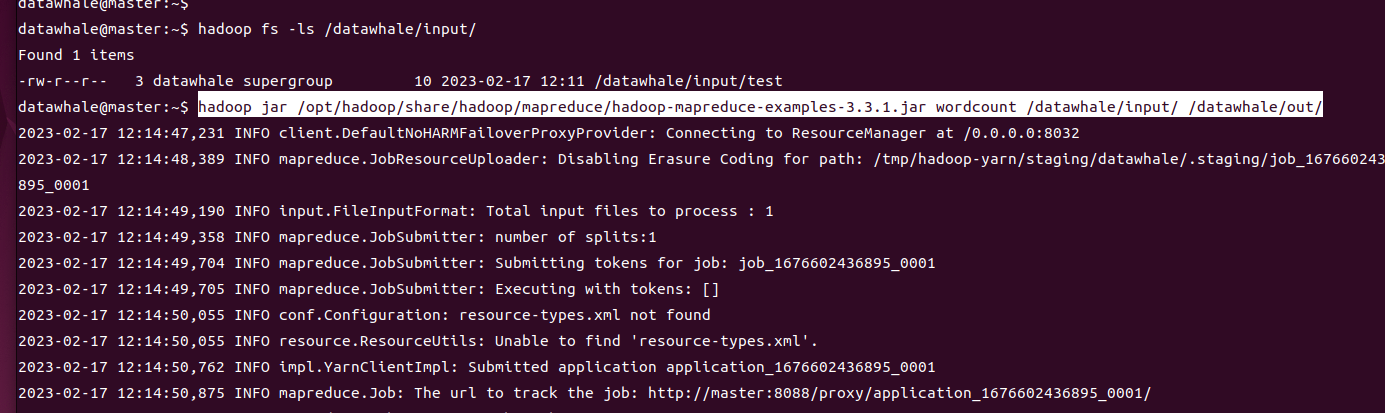 datawhale@master:~$
datawhale@master:~$ hadoop fs -ls /datawhale/input/
Found 1 items
-rw-r--r--   3 datawhale supergroup         10 2023-02-17 12:11 /datawhale/input/test
datawhale@master:~$ hadoop jar /opt/hadoop/share/hadoop/mapreduce/hadoop-mapreduce-examples-3.3.1.jar wordcount /datawhale/input/ /datawhale/out/
2023-02-17 12:14:47,231 INFO client.DefaultNoHARMFailoverProxyProvider: Connecting to ResourceManager at /0.0.0.0:8032
2023-02-17 12:14:48,389 INFO mapreduce.JobResourceUploader: Disabling Erasure Coding for path: /tmp/hadoop-yarn/staging/datawhale/.staging/job_1676602436
895_0001
2023-02-17 12:14:49,190 INFO input.FileInputFormat: Total input files to process : 1
2023-02-17 12:14:49,358 INFO mapreduce.JobSubmitter: number of splits:1
2023-02-17 12:14:49,704 INFO mapreduce.JobSubmitter: Submitting tokens for job: job_1676602436895_0001
2023-02-17 12:14:49,705 INFO mapreduce.JobSubmitter: Executing with tokens: []
2023-02-17 12:14:50,055 INFO conf.Configuration: resource-types.xml not found
2023-02-17 12:14:50,055 INFO resource.ResourceUtils: Unable to find 'resource-types.xml'.
2023-02-17 12:14:50,762 INFO impl.YarnClientImpl: Submitted application application_1676602436895_0001
2023-02-17 12:14:50,875 INFO mapreduce.Job: The url to track the job: http://master:8088/proxy/application_1676602436895_0001/